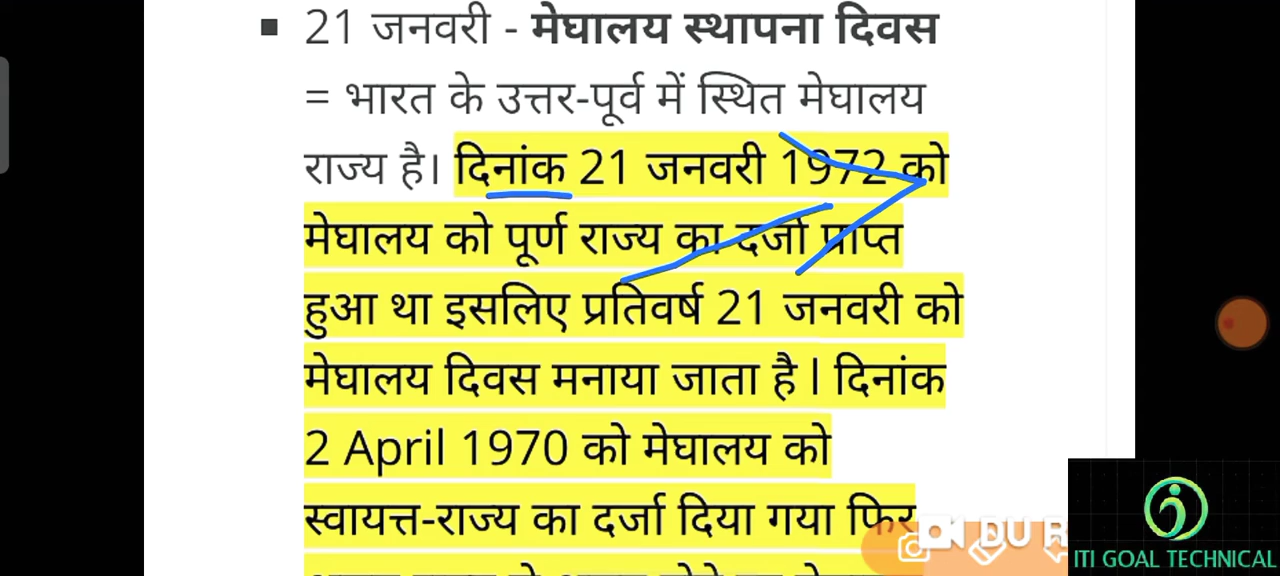 ▪ 21 जनवरी - मेघालय स्थापना दिवस
= भारत के उत्तर-पूर्व में स्थित मेघालय
राज्य है। दिनांक 21 जनवरी 1972 को
मेघालय को पूर्ण राज्य का दर्जा प्राप्त
हुआ था इसलिए प्रतिवर्ष 21 जनवरी को
मेघालय दिवस मनाया जाता है l दिनांक
2 April 1970 को मेघालय को
स्वायत्त-राज्य का दर्जा दिया गया फिर
DU R
ITI GOAL TECHNICAL